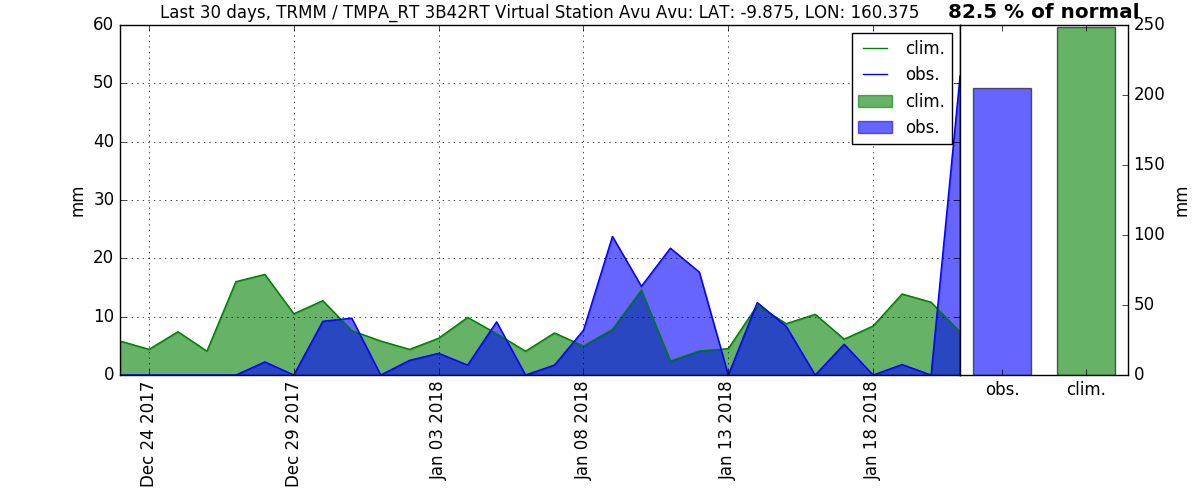 Last 30 days, TRMM / TMPA_RT 3B42RT Virtual Station Avu Avu: LAT: -9.875, LON: 160.375
82.5 % of normal
60
50
40
30
20
10
0
mm
clim.
obs.
clim.
obs.
250
200
150
100
50
0
mm
obs.
clim.
Dec 24 2017
Dec 29 2017
Jan 03 2018
Jan 08 2018
Jan 13 2018
Jan 18 2018